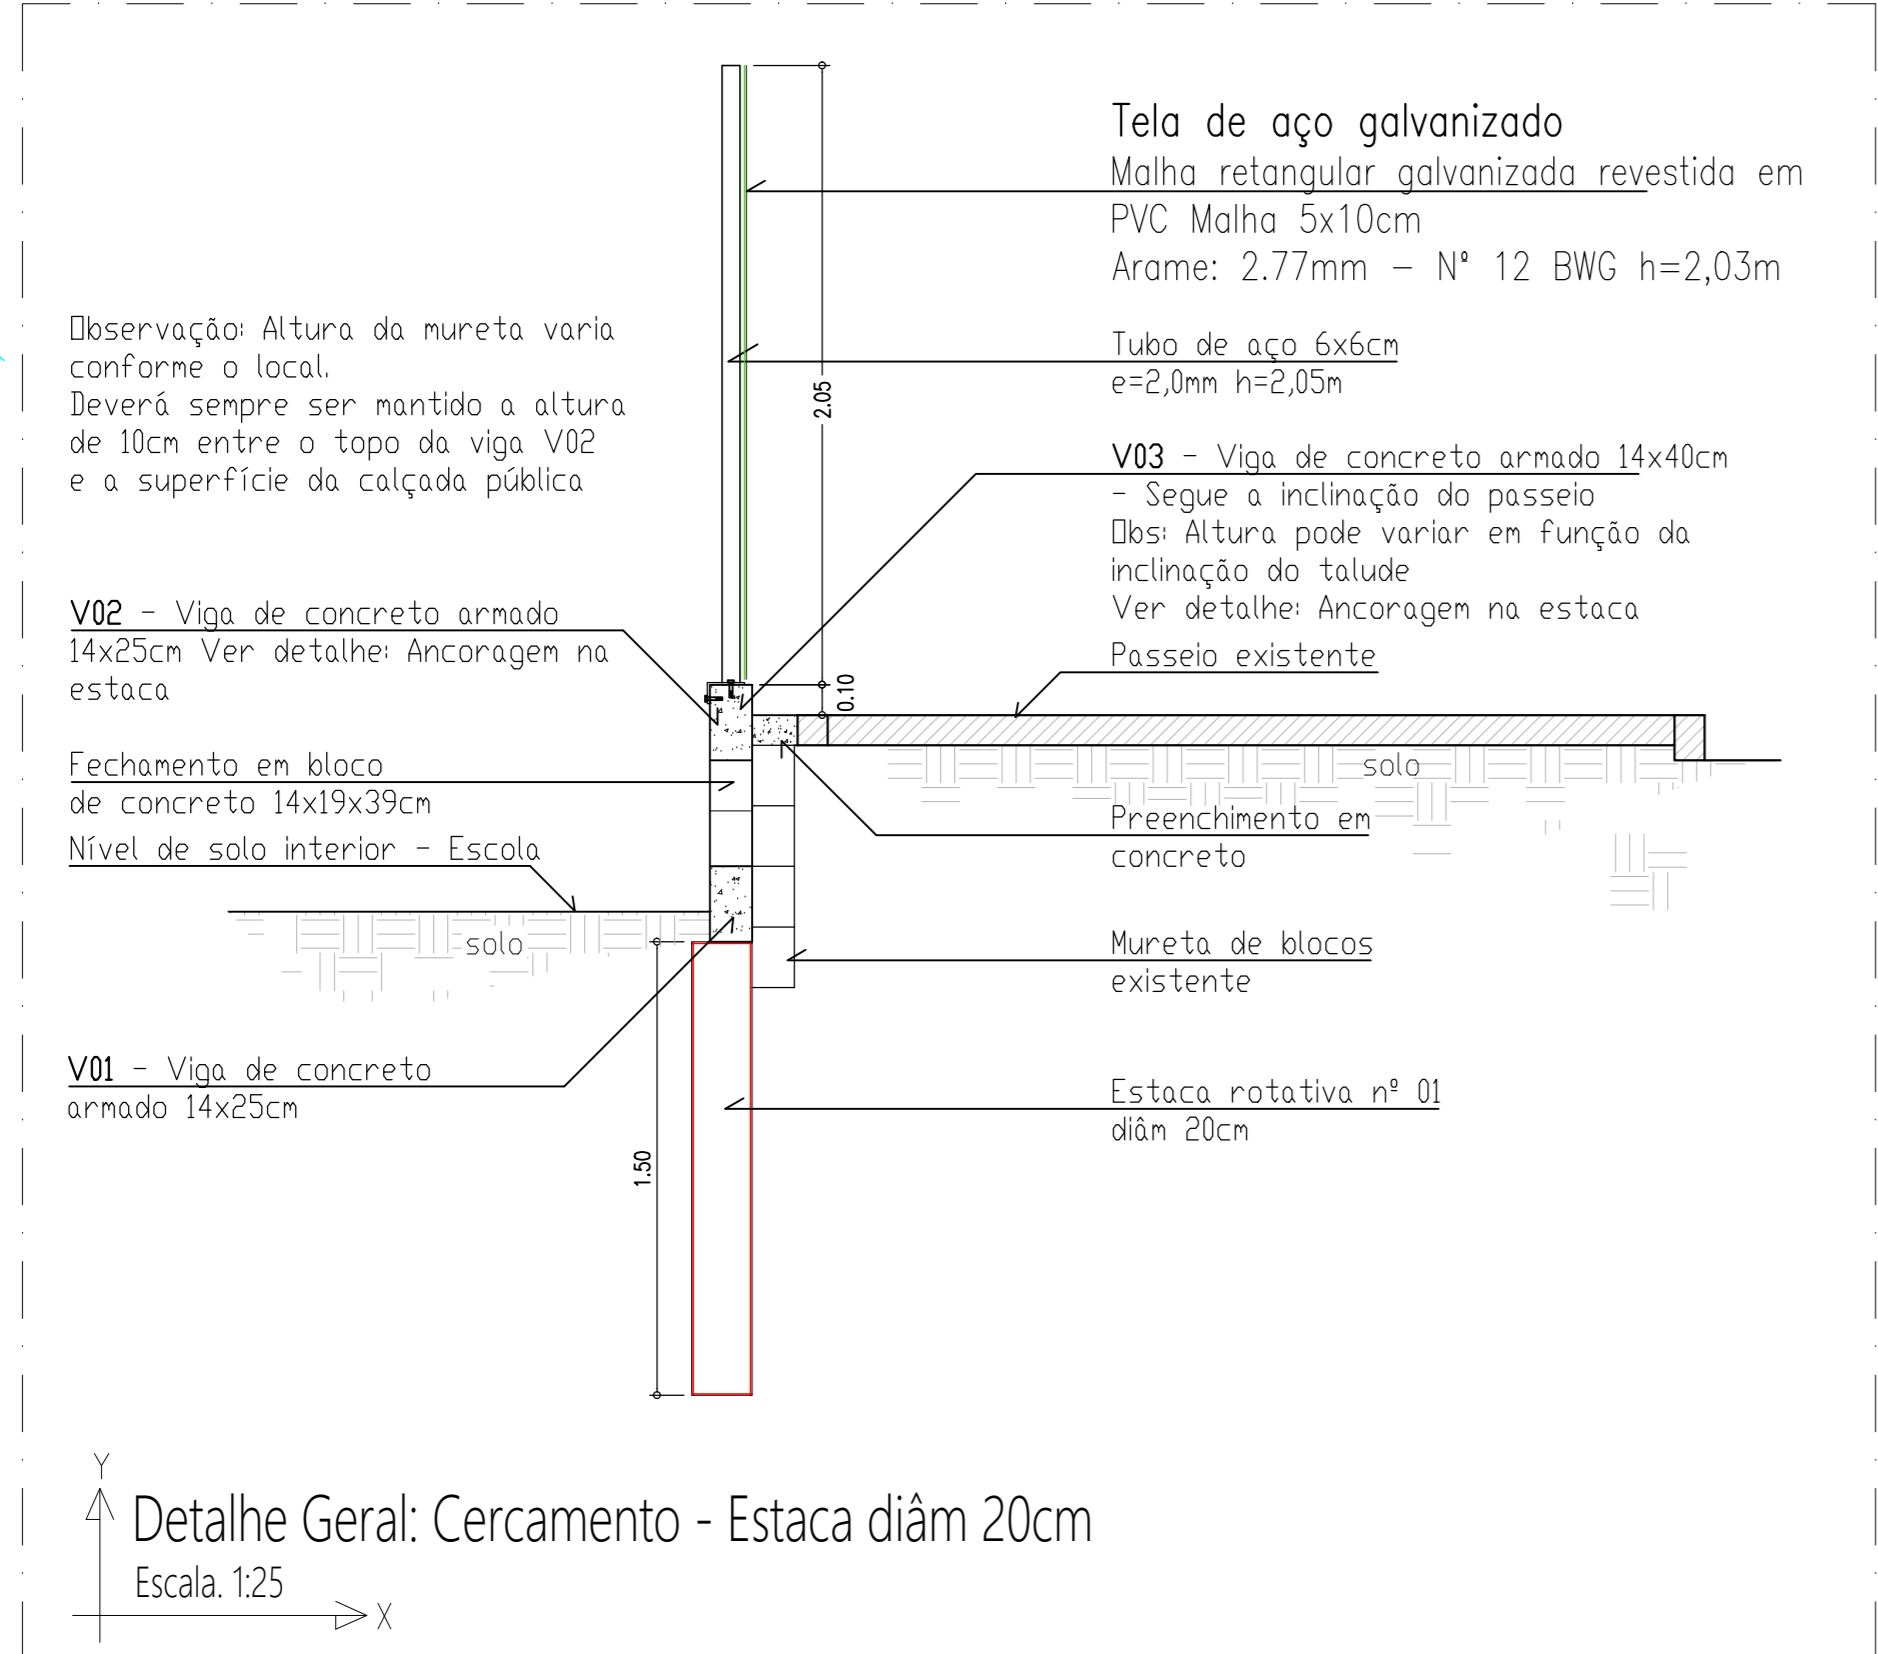 Tela de aço galvanizado
Malha retangular galvanizada revestida em
PVC Malha 5x10cm
Arame: 2.77mm – Nº 12 BWG h=2,03m
Observação: Altura da mureta varia
conforme o local.
Deverá sempre ser mantido a altura
de 10cm entre o topo da viga V02
e a superfície da calçada pública
Tubo de aço 6x6cm
e=2,0mm h=2,05m
2.05
V03 - Viga de concreto armado 14x40cm
- Segue a inclinação do passeio
Obs: Altura pode variar em função da
inclinação do talude
Ver detalhe: Ancoragem na estaca
V02 - Viga de concreto armado
14x25cm Ver detalhe: Ancoragem na
estaca
Passeio existente
0.10
Fechamento em bloco
de concreto 14x19x39cm
solo
Nível de solo interior - Escola
Preenchimento em
concreto
solo
Mureta de blocos
existente
V01 - Viga de concreto
armado 14x25cm
Estaca rotativa nº 01
diâm 20cm
1.50
Y
Detalhe Geral: Cercamento - Estaca diâm 20cm
Escala. 1:25
X